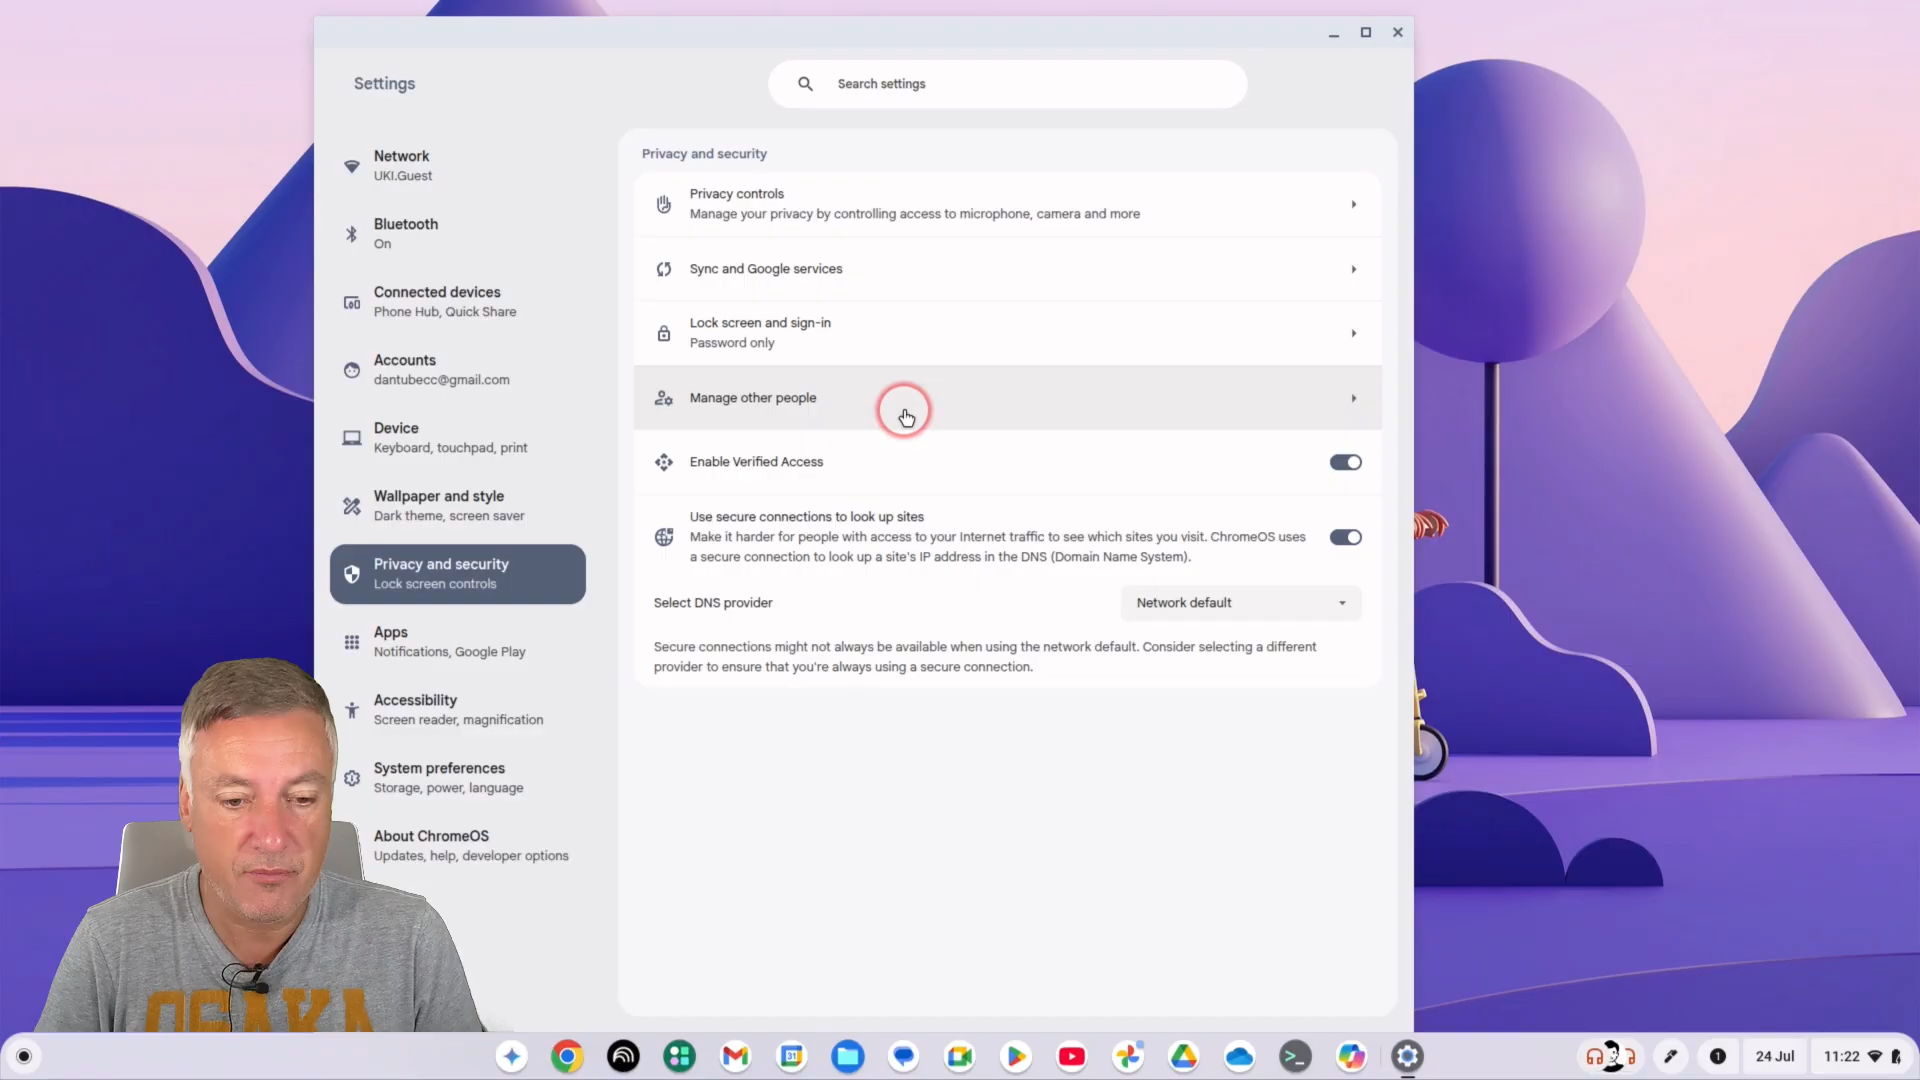 Settings
Search settings
Network
UKI.Guest
Bluetooth
On
Connected devices
Phone Hub, Quick Share
Accounts
dantubecc@gmail.com
Device
Keyboard, touchpad, print
Wallpaper and style
Dark theme, screen saver
Privacy and security
Lock screen controls
Apps
Notifications, Google Play
Accessibility
Screen reader, magnification
System preferences
Storage, power, language
About ChromeOS
Updates, help, developer options
Privacy and security
Privacy controls
Manage your privacy by controlling access to microphone, camera and more
Sync and Google services
Lock screen and sign-in
Password only
Manage other people
Enable Verified Access
Use secure connections to look up sites
Make it harder for people with access to your Internet traffic to see which sites you visit. ChromeOS uses
a secure connection to look up a site's IP address in the DNS (Domain Name System).
Select DNS provider
Network default
Secure connections might not always be available when using the network default. Consider selecting a different
provider to ensure that you're always using a secure connection.
OSAKA
31
1
24 Jul
11:22